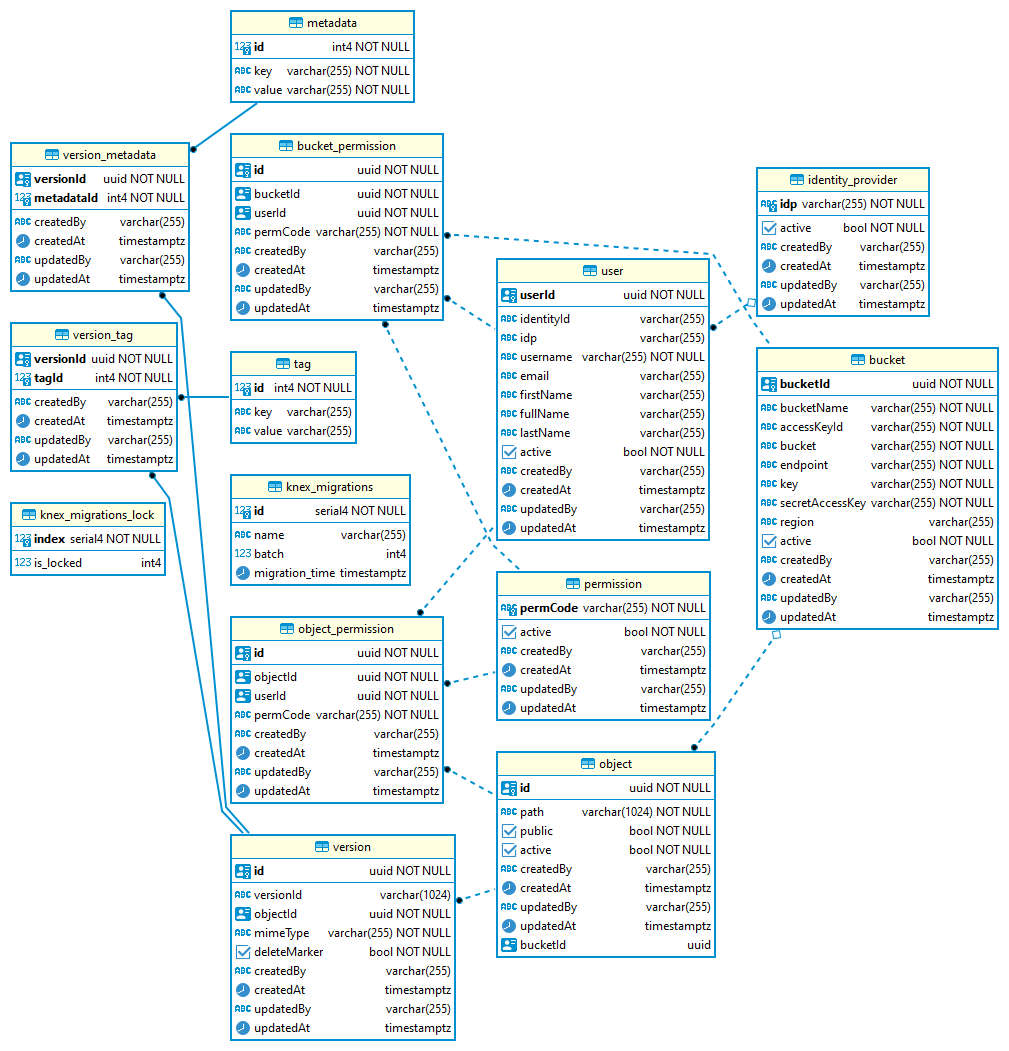 metadata
123 id int4 NOT NULL
ABC key varchar(255) NOT NULL
ABC value varchar(255) NOT NULL
version_metadata
versionId uuid NOT NULL
123 metadataId int4 NOT NULL
ABC createdBy varchar(255)
createdAt timestamptz
ABC updatedBy varchar(255)
updatedAt timestamptz
bucket_permission
id uuid NOT NULL
bucketId uuid NOT NULL
userId uuid NOT NULL
ABC permCode varchar(255) NOT NULL
ABC createdBy varchar(255)
createdAt timestamptz
ABC updatedBy varchar(255)
updatedAt timestamptz
identity_provider
ABC idp varchar(255) NOT NULL
active bool NOT NULL
ABC createdBy varchar(255)
createdAt timestamptz
ABC updatedBy varchar(255)
updatedAt timestamptz
user
userId uuid NOT NULL
ABC identityId varchar(255)
ABC idp varchar(255)
ABC username varchar(255) NOT NULL
ABC email varchar(255)
ABC firstName varchar(255)
ABC fullName varchar(255)
ABC lastName varchar(255)
active bool NOT NULL
ABC createdBy varchar(255)
createdAt timestamptz
ABC updatedBy varchar(255)
updatedAt timestamptz
version_tag
versionId uuid NOT NULL
123 tagId int4 NOT NULL
ABC createdBy varchar(255)
createdAt timestamptz
ABC updatedBy varchar(255)
updatedAt timestamptz
tag
123 id int4 NOT NULL
ABC key varchar(255)
ABC value varchar(255)
bucket
bucketId uuid NOT NULL
ABC bucketName varchar(255) NOT NULL
ABC accessKeyId varchar(255) NOT NULL
ABC bucket varchar(255) NOT NULL
ABC endpoint varchar(255) NOT NULL
ABC key varchar(255) NOT NULL
ABC secretAccessKey varchar(255) NOT NULL
ABC region varchar(255)
active bool NOT NULL
ABC createdBy varchar(255)
createdAt timestamptz
ABC updatedBy varchar(255)
updatedAt timestamptz
knex_migrations
123 id serial4 NOT NULL
ABC name varchar(255)
123 batch int4
migration_time timestamptz
knex_migrations_lock
123 index serial4 NOT NULL
123 is_locked int4
permission
ABC permCode varchar(255) NOT NULL
active bool NOT NULL
ABC createdBy varchar(255)
createdAt timestamptz
ABC updatedBy varchar(255)
updatedAt timestamptz
object_permission
id uuid NOT NULL
objectId uuid NOT NULL
userId uuid NOT NULL
ABC permCode varchar(255) NOT NULL
ABC createdBy varchar(255)
createdAt timestamptz
ABC updatedBy varchar(255)
updatedAt timestamptz
object
id uuid NOT NULL
ABC path varchar(1024) NOT NULL
public bool NOT NULL
active bool NOT NULL
ABC createdBy varchar(255)
createdAt timestamptz
ABC updatedBy varchar(255)
updatedAt timestamptz
bucketId uuid
version
id uuid NOT NULL
ABC versionId varchar(1024)
objectId uuid NOT NULL
ABC mimeType varchar(255) NOT NULL
deleteMarker bool NOT NULL
ABC createdBy varchar(255)
createdAt timestamptz
ABC updatedBy varchar(255)
updatedAt timestamptz